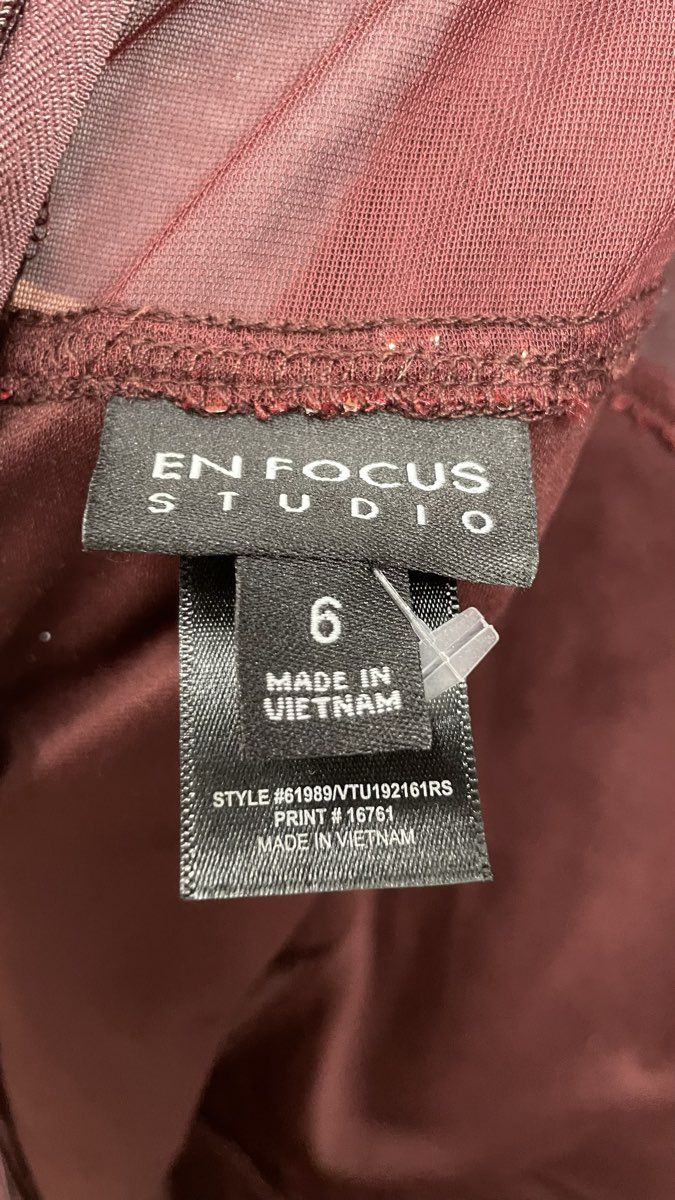 EN FOCUS
STUDIO
6
MADE IN
VIETNAM
STYLE #61989/VTU192161RS
PRINT # 16761
MADE IN VIETNAM